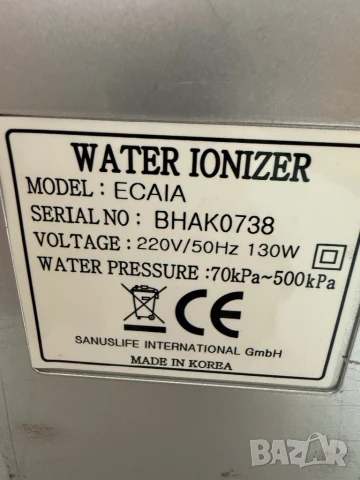 WATER IONIZER
MODEL : ECAIA
SERIAL NO : BHAK0738
VOLTAGE : 220V/50Hz 130W
WATER PRESSURE :70kPa~500kPa
CE
SANUSLIFE INTERNATIONAL GmbH
MADE IN KOREA
BAZAR